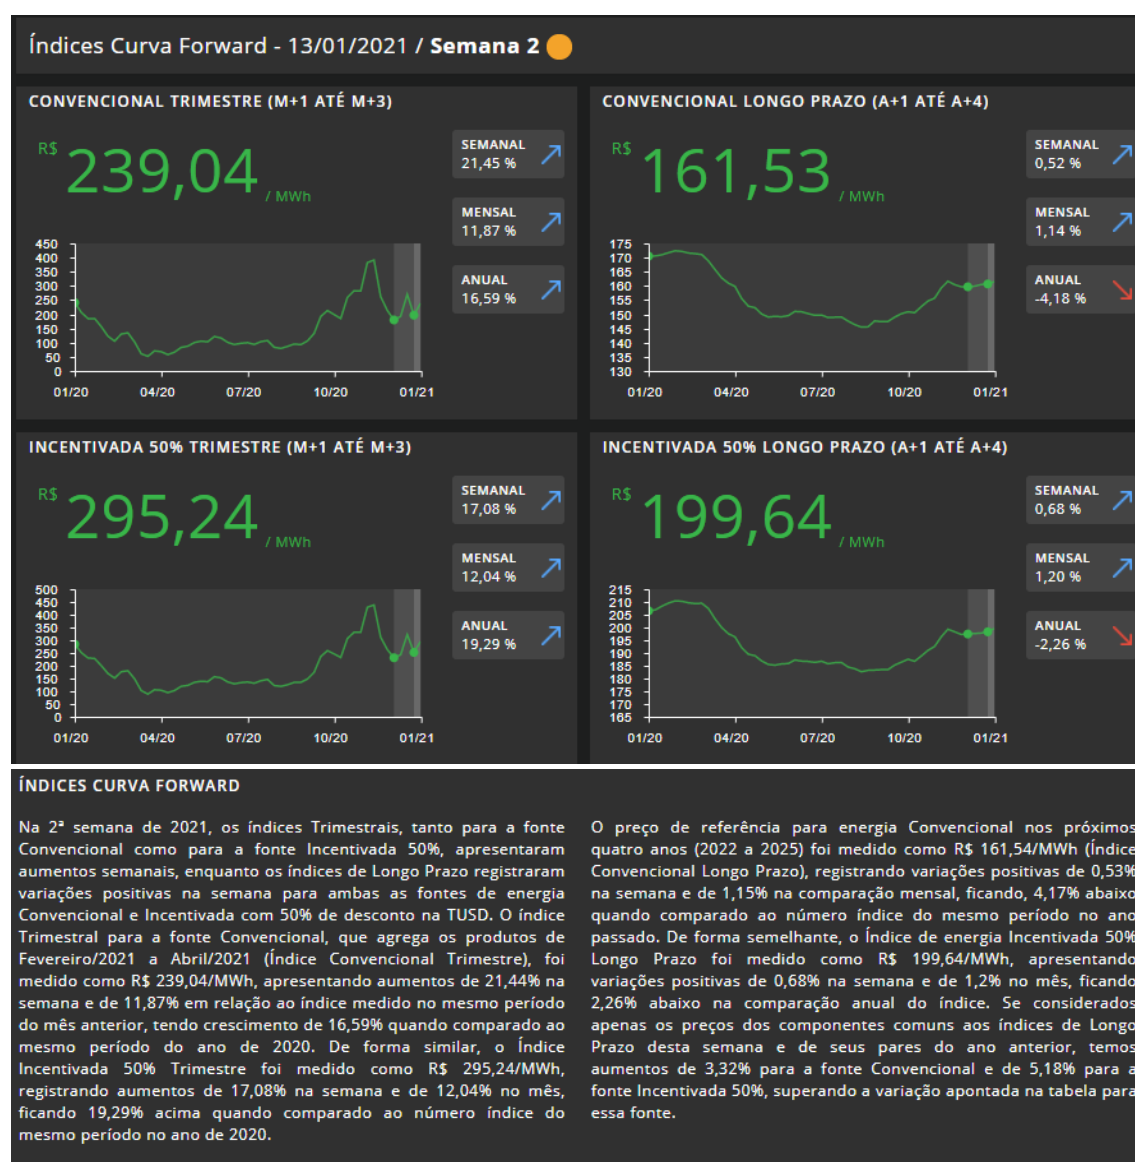 Índices Curva Forward - 13/01/2021 / Semana 2
CONVENCIONAL TRIMESTRE (M+1 ATÉ M+3)
R$ 239,04 / MWh
SEMANAL
21,45 %
MENSAL
11,87 %
ANUAL
16,59 %
450
400
350
300
250
200
150
100
50
0
01/20 04/20 07/20 10/20 01/21
CONVENCIONAL LONGO PRAZO (A+1 ATÉ A+4)
R$ 161,53 / MWh
SEMANAL
0,52 %
MENSAL
1,14 %
ANUAL
-4,18 %
175
170
165
160
155
150
145
140
135
130
01/20 04/20 07/20 10/20 01/21
INCENTIVADA 50% TRIMESTRE (M+1 ATÉ M+3)
R$ 295,24 / MWh
SEMANAL
17,08 %
MENSAL
12,04 %
ANUAL
19,29 %
500
450
400
350
300
250
200
150
100
50
0
01/20 04/20 07/20 10/20 01/21
INCENTIVADA 50% LONGO PRAZO (A+1 ATÉ A+4)
R$ 199,64 / MWh
SEMANAL
0,68 %
MENSAL
1,20 %
ANUAL
-2,26 %
215
210
205
200
195
190
185
180
175
170
165
01/20 04/20 07/20 10/20 01/21
ÍNDICES CURVA FORWARD
Na 2ª semana de 2021, os índices Trimestrais, tanto para a fonte
Convencional como para a fonte Incentivada 50%, apresentaram
aumentos semanais, enquanto os índices de Longo Prazo registraram
variações positivas na semana para ambas as fontes de energia
Convencional e Incentivada com 50% de desconto na TUSD. O índice
Trimestral para a fonte Convencional, que agrega os produtos de
Fevereiro/2021 a Abril/2021 (Índice Convencional Trimestre), foi
medido como R$ 239,04/MWh, apresentando aumentos de 21,44% na
semana e de 11,87% em relação ao índice medido no mesmo período
do mês anterior, tendo crescimento de 16,59% quando comparado ao
mesmo período do ano de 2020. De forma similar, o Índice
Incentivada 50% Trimestre foi medido como R$ 295,24/MWh,
registrando aumentos de 17,08% na semana e de 12,04% no mês,
ficando 19,29% acima quando comparado ao número índice do
mesmo período no ano de 2020.
O preço de referência para energia Convencional nos próximos
quatro anos (2022 a 2025) foi medido como R$ 161,54/MWh (Índice
Convencional Longo Prazo), registrando variações positivas de 0,53%
na semana e de 1,15% na comparação mensal, ficando, 4,17% abaixo
quando comparado ao número índice do mesmo período no ano
passado. De forma semelhante, o Índice de energia Incentivada 50%
Longo Prazo foi medido como R$ 199,64/MWh, apresentando
variações positivas de 0,68% na semana e de 1,2% no mês, ficando
2,26% abaixo na comparação anual do índice. Se considerados
apenas os preços dos componentes comuns aos índices de Longo
Prazo desta semana e de seus pares do ano anterior, temos
aumentos de 3,32% para a fonte Convencional e de 5,18% para a
fonte Incentivada 50%, superando a variação apontada na tabela para
essa fonte.